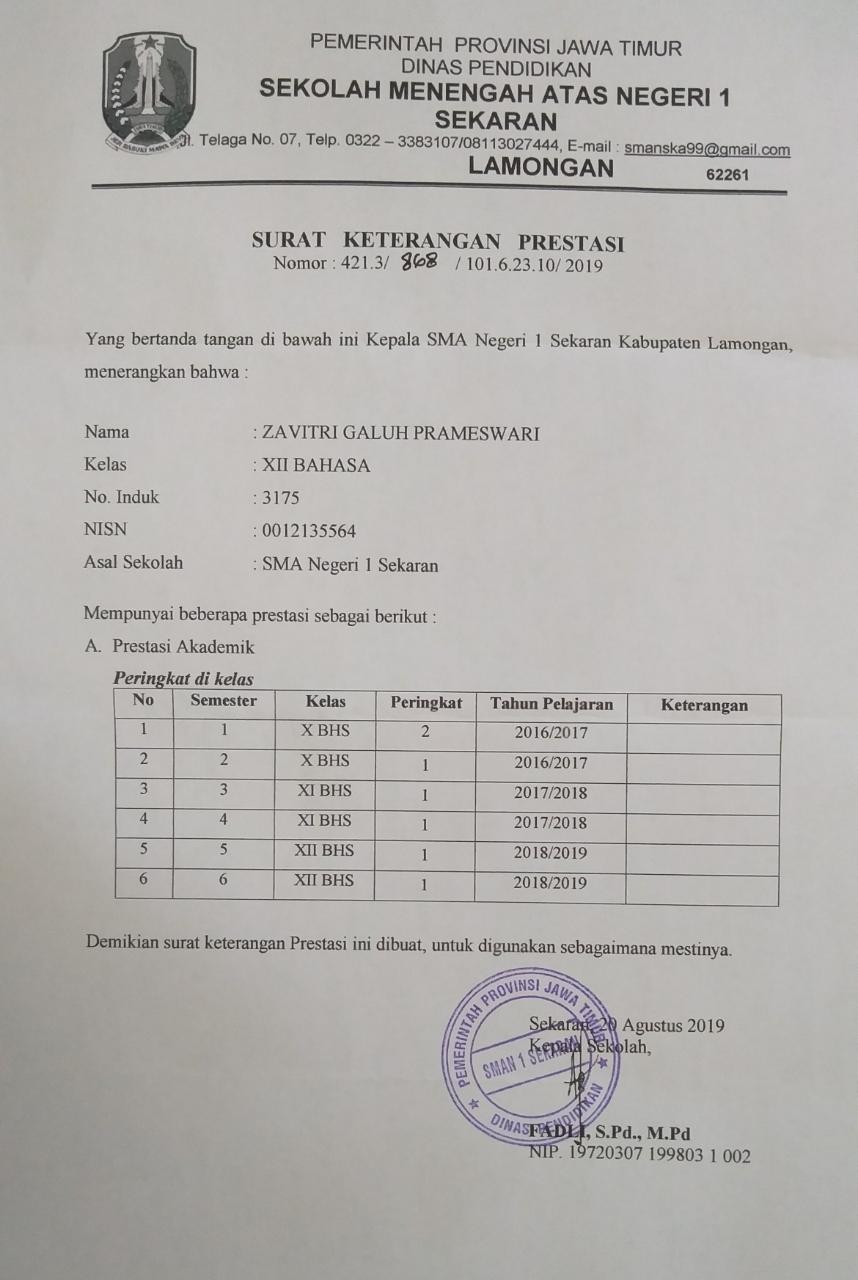 PEMERINTAH PROVINSI JAWA TIMUR
DINAS PENDIDIKAN
SEKOLAH MENENGAH ATAS NEGERI 1
SEKARAN
Jl. Telaga No. 07, Telp. 0322 – 3383107/08113027444, E-mail : smanska99@gmail.com
LAMONGAN 62261
SURAT KETERANGAN PRESTASI
Nomor : 421.3/ 868 / 101.6.23.10/ 2019
Yang bertanda tangan di bawah ini Kepala SMA Negeri 1 Sekaran Kabupaten Lamongan,
menerangkan bahwa :
Nama : ZAVITRI GALUH PRAMESWARI
Kelas : XII BAHASA
No. Induk : 3175
NISN : 0012135564
Asal Sekolah : SMA Negeri 1 Sekaran
Mempunyai beberapa prestasi sebagai berikut :
A. Prestasi Akademik
Peringkat di kelas
No Semester Kelas Peringkat Tahun Pelajaran Keterangan
1 1 X BHS 2 2016/2017
2 2 X BHS 1 2016/2017
3 3 XI BHS 1 2017/2018
4 4 XI BHS 1 2017/2018
5 5 XII BHS 1 2018/2019
6 6 XII BHS 1 2018/2019
Demikian surat keterangan Prestasi ini dibuat, untuk digunakan sebagaimana mestinya.
Sekaran, 20 Agustus 2019
Kepala Sekolah,
PEMERINTAH PROVINSI JAWA TIMUR
SMAN 1 SEKARAN
DINAS PENDIDIKAN
FADLI, S.Pd., M.Pd
NIP. 19720307 199803 1 002